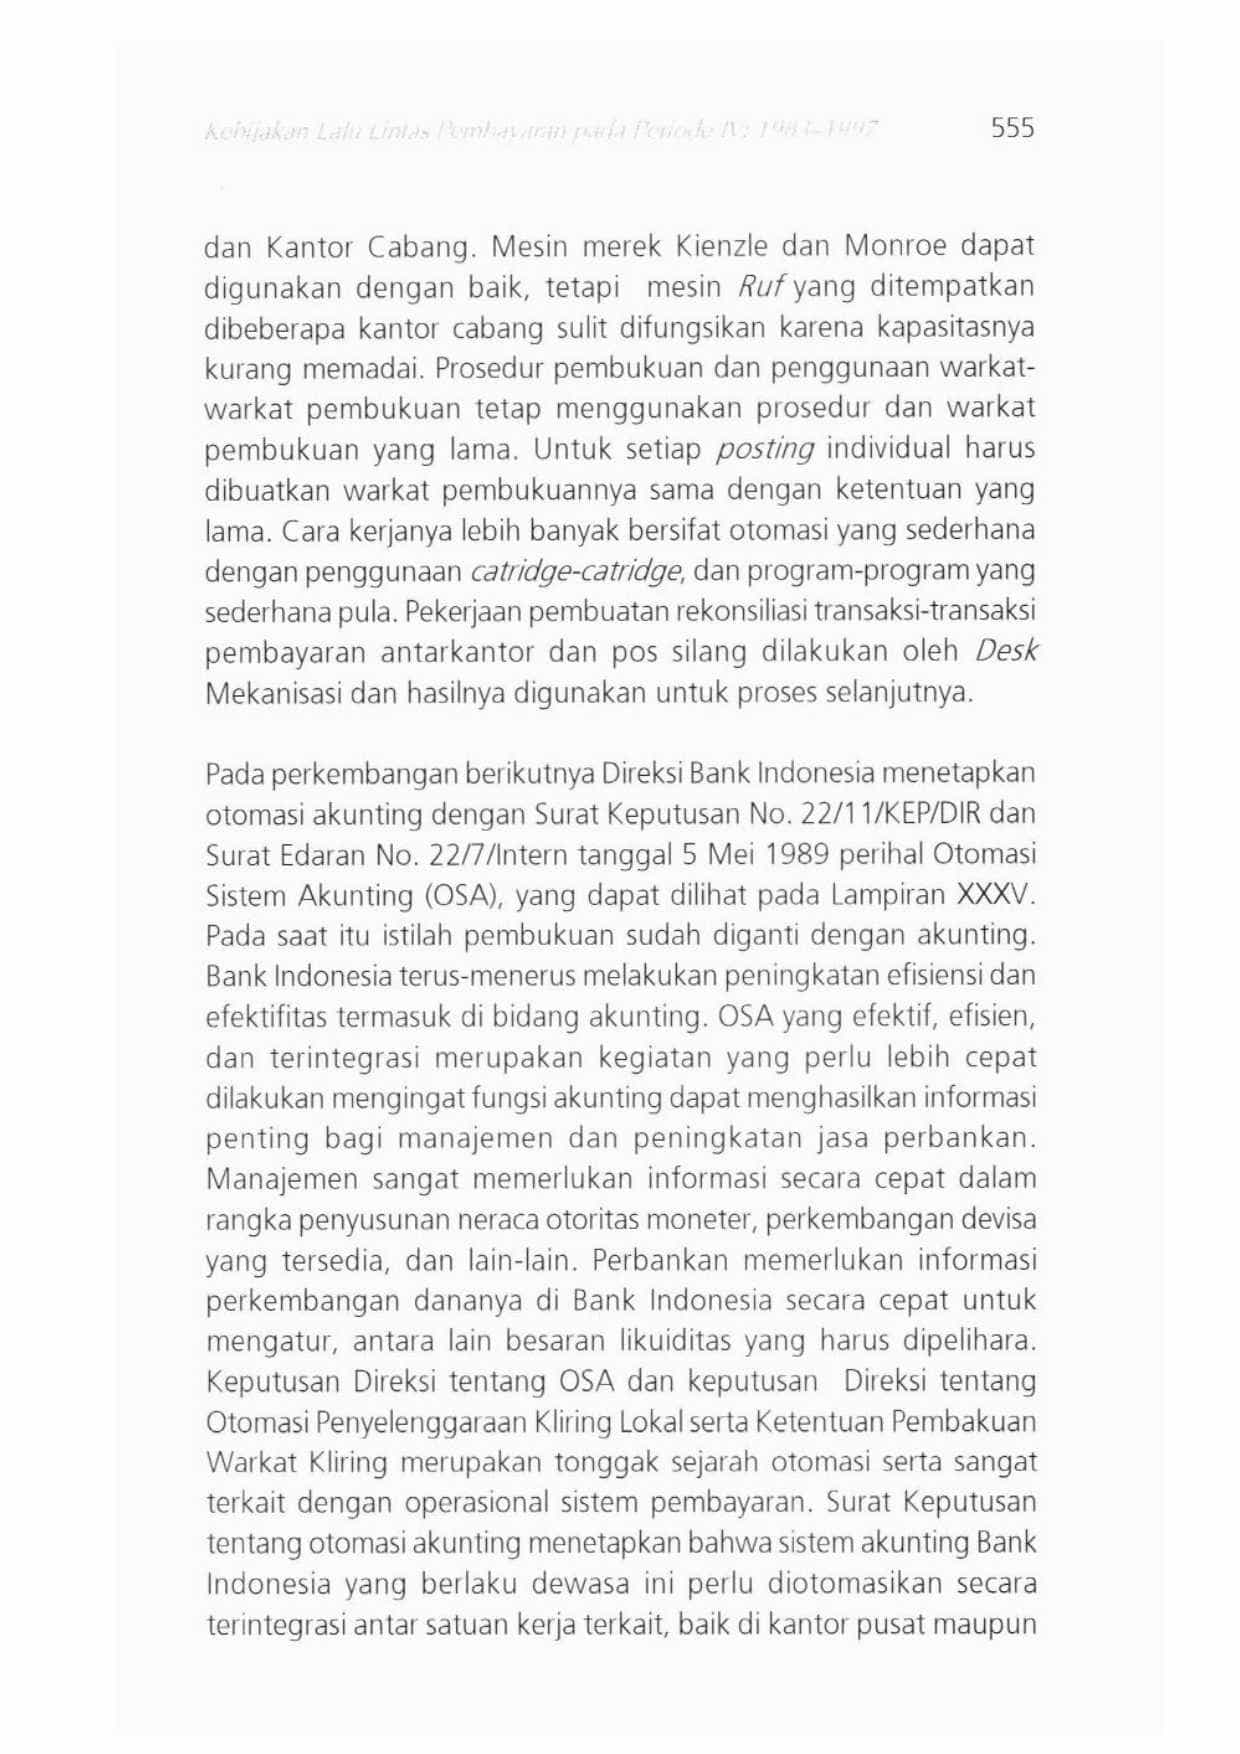 Kebijakan Lalu Lintas Pembayaran pada Periode IV: 1983–1997 555
dan Kantor Cabang. Mesin merek Kienzle dan Monroe dapat
digunakan dengan baik, tetapi mesin Ruf yang ditempatkan
dibeberapa kantor cabang sulit difungsikan karena kapasitasnya
kurang memadai. Prosedur pembukuan dan penggunaan warkat-
warkat pembukuan tetap menggunakan prosedur dan warkat
pembukuan yang lama. Untuk setiap posting individual harus
dibuatkan warkat pembukuannya sama dengan ketentuan yang
lama. Cara kerjanya lebih banyak bersifat otomasi yang sederhana
dengan penggunaan catridge-catridge, dan program-program yang
sederhana pula. Pekerjaan pembuatan rekonsiliasi transaksi-transaksi
pembayaran antarkantor dan pos silang dilakukan oleh Desk
Mekanisasi dan hasilnya digunakan untuk proses selanjutnya.
Pada perkembangan berikutnya Direksi Bank Indonesia menetapkan
otomasi akunting dengan Surat Keputusan No. 22/11/KEP/DIR dan
Surat Edaran No. 22/7/Intern tanggal 5 Mei 1989 perihal Otomasi
Sistem Akunting (OSA), yang dapat dilihat pada Lampiran XXXV.
Pada saat itu istilah pembukuan sudah diganti dengan akunting.
Bank Indonesia terus-menerus melakukan peningkatan efisiensi dan
efektifitas termasuk di bidang akunting. OSA yang efektif, efisien,
dan terintegrasi merupakan kegiatan yang perlu lebih cepat
dilakukan mengingat fungsi akunting dapat menghasilkan informasi
penting bagi manajemen dan peningkatan jasa perbankan.
Manajemen sangat memerlukan informasi secara cepat dalam
rangka penyusunan neraca otoritas moneter, perkembangan devisa
yang tersedia, dan lain-lain. Perbankan memerlukan informasi
perkembangan dananya di Bank Indonesia secara cepat untuk
mengatur, antara lain besaran likuiditas yang harus dipelihara.
Keputusan Direksi tentang OSA dan keputusan Direksi tentang
Otomasi Penyelenggaraan Kliring Lokal serta Ketentuan Pembakuan
Warkat Kliring merupakan tonggak sejarah otomasi serta sangat
terkait dengan operasional sistem pembayaran. Surat Keputusan
tentang otomasi akunting menetapkan bahwa sistem akunting Bank
Indonesia yang berlaku dewasa ini perlu diotomasikan secara
terintegrasi antar satuan kerja terkait, baik di kantor pusat maupun